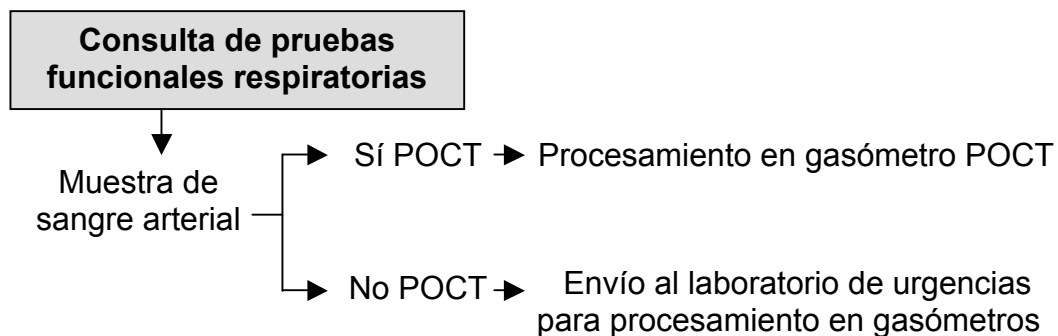 Consulta de pruebas
funcionales respiratorias
Muestra de
sangre arterial
Sí POCT
Procesamiento en gasómetro POCT
No POCT
Envío al laboratorio de urgencias
para procesamiento en gasómetros